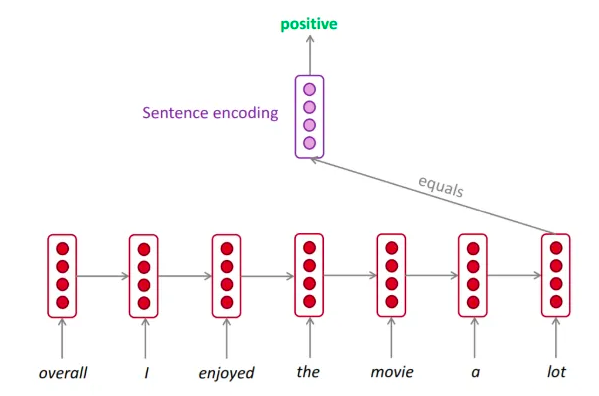 positive
Sentence encoding
equals
overall I enjoyed the movie a lot